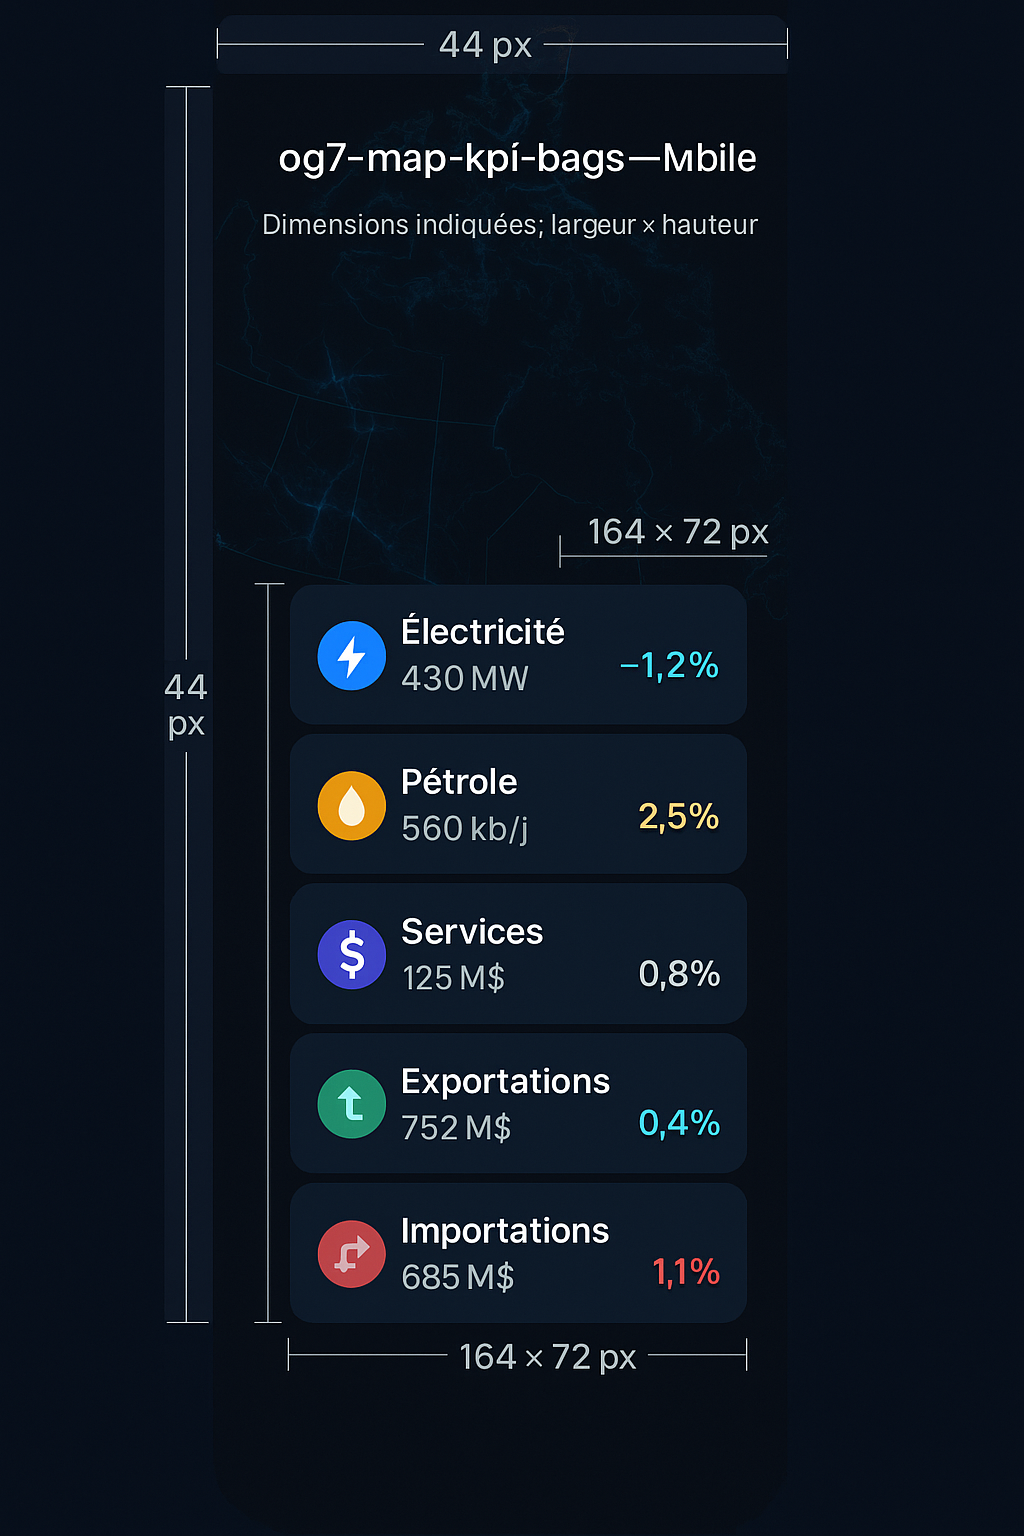 44 px
og7-map-kpí-bags—Mbile
Dimensions indiquées; largeur × hauteur
164 × 72 px
44
px
Électricité
430 MW
−1,2%
Pétrole
560 kb/j
2,5%
Services
125 M$
0,8%
Exportations
752 M$
0,4%
Importations
685 M$
1,1%
164 × 72 px